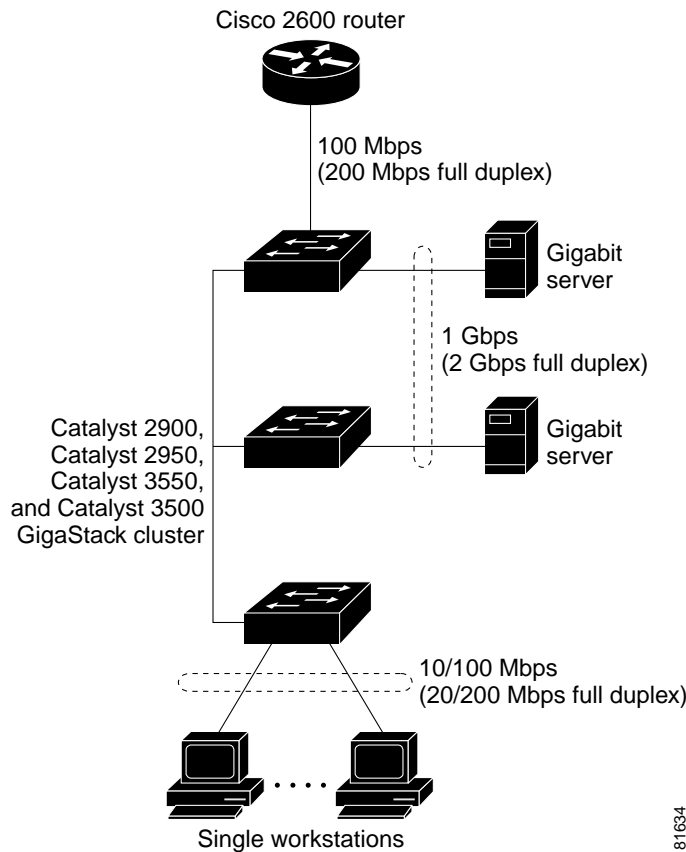 Cisco 2600 router
100 Mbps
(200 Mbps full duplex)
Gigabit
server
1 Gbps
(2 Gbps full duplex)
Catalyst 2900,
Catalyst 2950,
Catalyst 3550,
and Catalyst 3500
GigaStack cluster
Gigabit
server
10/100 Mbps
(20/200 Mbps full duplex)
Single workstations
81634